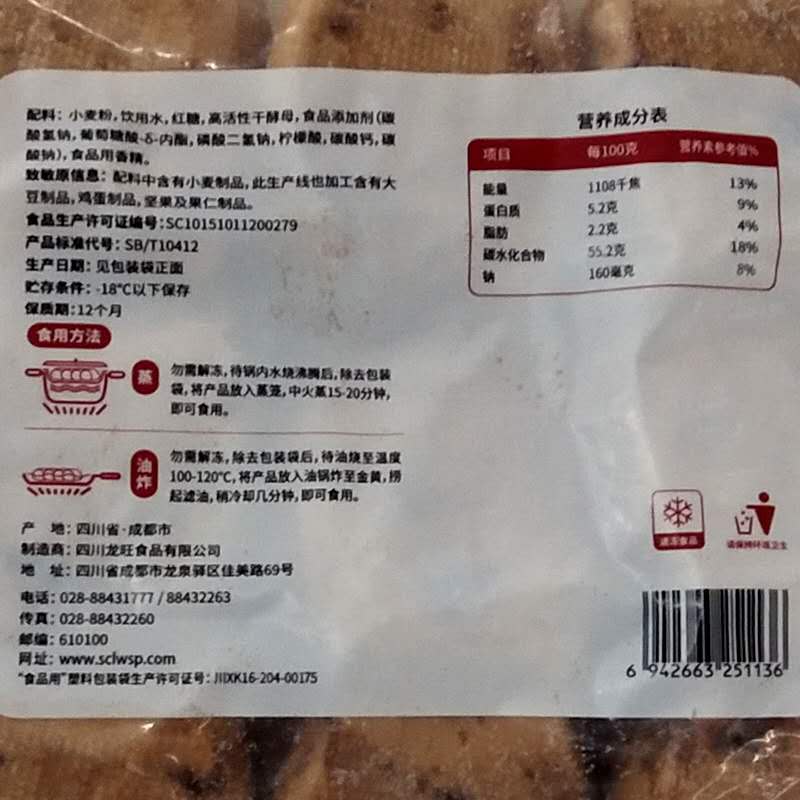 配料：小麦粉，饮用水，红糖，高活性干酵母，食品添加剂（碳
酸氢钠，葡萄糖酸-δ-内酯，磷酸二氢钠，柠檬酸，碳酸钙，碳
酸钠），食品用香精。
致敏原信息：配料中含有小麦制品，此生产线也加工含有大
豆制品，鸡蛋制品，坚果及果仁制品。
食品生产许可证编号：SC10151011200279
产品标准代号：SB/T10412
生产日期：见包装袋正面
贮存条件：-18℃以下保存
保质期：12个月
食用方法
蒸
勿需解冻，待锅内水烧沸腾后，除去包装
袋，将产品放入蒸笼，中火蒸15-20分钟，
即可食用。
油炸
勿需解冻，除去包装袋后，待油烧至温度
100-120℃，将产品放入油锅炸至金黄，捞
起滤油，稍冷却几分钟，即可食用。
产 地：四川省·成都市
制造商：四川龙旺食品有限公司
地 址：四川省成都市龙泉驿区佳美路69号
电话：028-88431777 / 88432263
传真：028-88432260
邮编：610100
网址：www.sclwsp.com
“食品用”塑料包装袋生产许可证号：川XK16-204-00175
营养成分表
项目 每100克 营养素参考值%
能量 1108千焦 13%
蛋白质 5.2克 9%
脂肪 2.2克 4%
碳水化合物 55.2克 18%
钠 160毫克 8%
速冻食品
请保持环境卫生
6 942663 251136